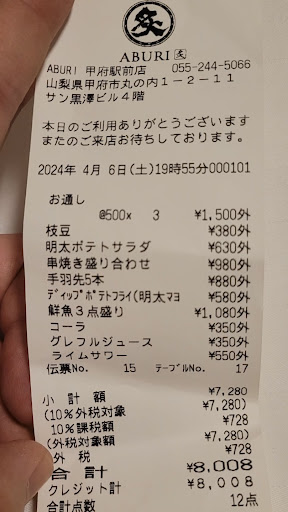 炙
ABURI 炙
ABURI 甲府駅前店 055-244-5066
山梨県甲府市丸の内1-2-11
サン黒澤ビル4階
本日のご利用ありがとうございます
またのご来店お待ちしております。
2024年 4月 6日(土)19時55分000101
お通し
@500× 3 ¥1,500外
枝豆 ¥380外
明太ポテトサラダ ¥630外
串焼き盛り合わせ ¥980外
手羽先5本 ¥880外
ディップポテトフライ(明太マヨ ¥580外
鮮魚3点盛り ¥1,080外
コーラ ¥350外
グレフルジュース ¥350外
ライムサワー ¥550外
伝票No. 15 テーブルNo. 17
小計額 ¥7,280
(10%外税対象 ¥7,280)
10%課税額 ¥728
(外税対象額 ¥7,280)
外税 ¥728
合計 ¥8,008
クレジット計 ¥8,008
合計点数 12点